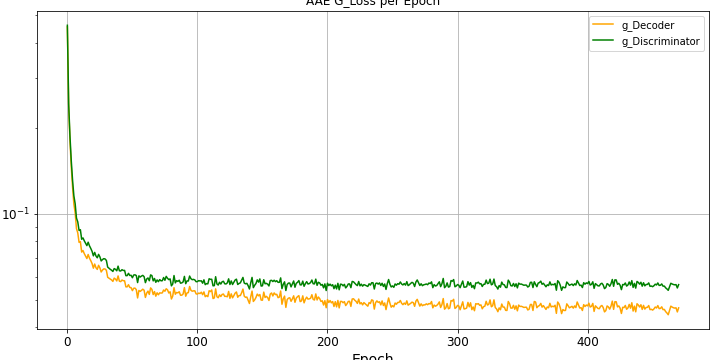 AAE G_Loss per Epoch
g_Decoder
g_Discriminator
10⁻¹
0 100 200 300 400
Epoch